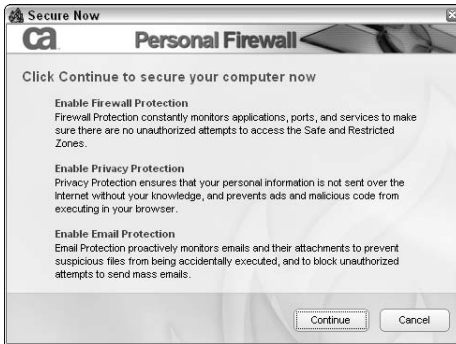 Secure Now
ca Personal Firewall
Click Continue to secure your computer now
Enable Firewall Protection
Firewall Protection constantly monitors applications, ports, and services to make
sure there are no unauthorized attempts to access the Safe and Restricted
Zones.
Enable Privacy Protection
Privacy Protection ensures that your personal information is not sent over the
Internet without your knowledge, and prevents ads and malicious code from
executing in your browser.
Enable Email Protection
Email Protection proactively monitors emails and their attachments to prevent
suspicious files from being accidentally executed, and to block unauthorized
attempts to send mass emails.
Continue Cancel